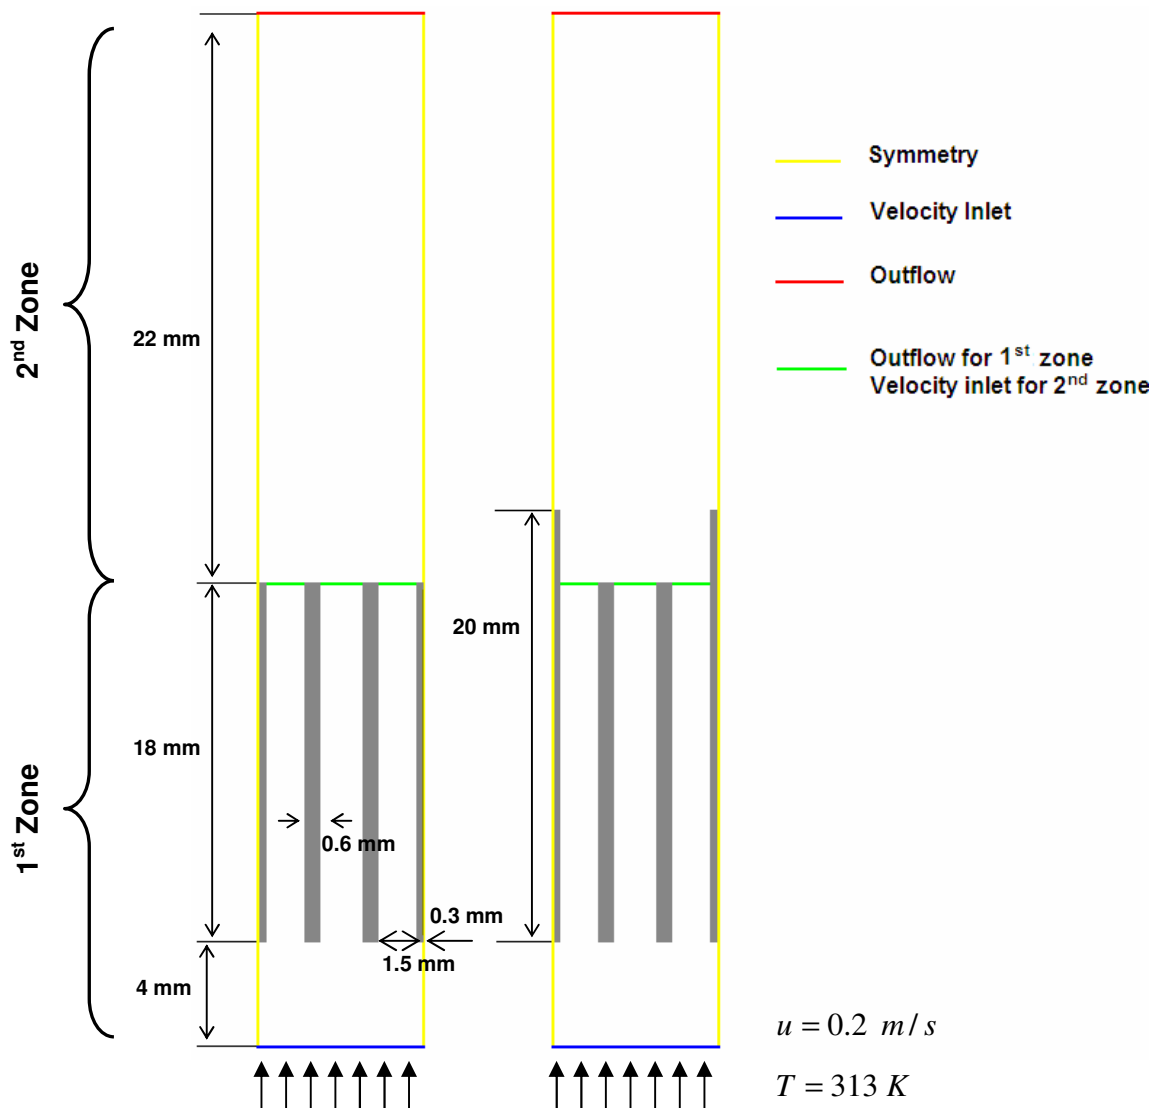 2nd Zone
1st Zone
22 mm
18 mm
4 mm
0.6 mm
0.3 mm
1.5 mm
20 mm
Symmetry
Velocity Inlet
Outflow
Outflow for 1st zone
Velocity inlet for 2nd zone
u = 0.2 m/s
T = 313 K